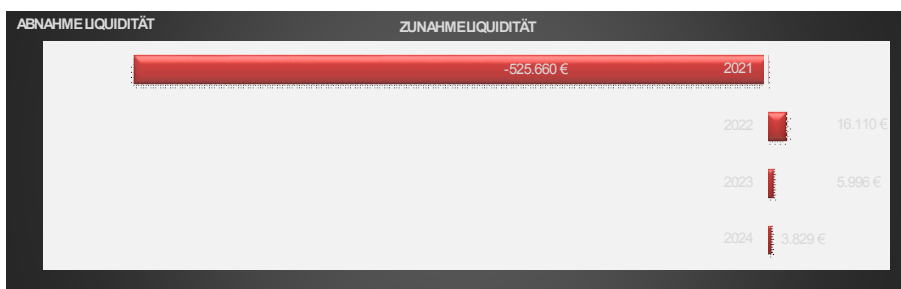 ABNAHME LIQUIDITÄT ZUNAHME LIQUIDITÄT
-525.660 € 2021
2022 16.110 €
2023 5.996 €
2024 3.829 €